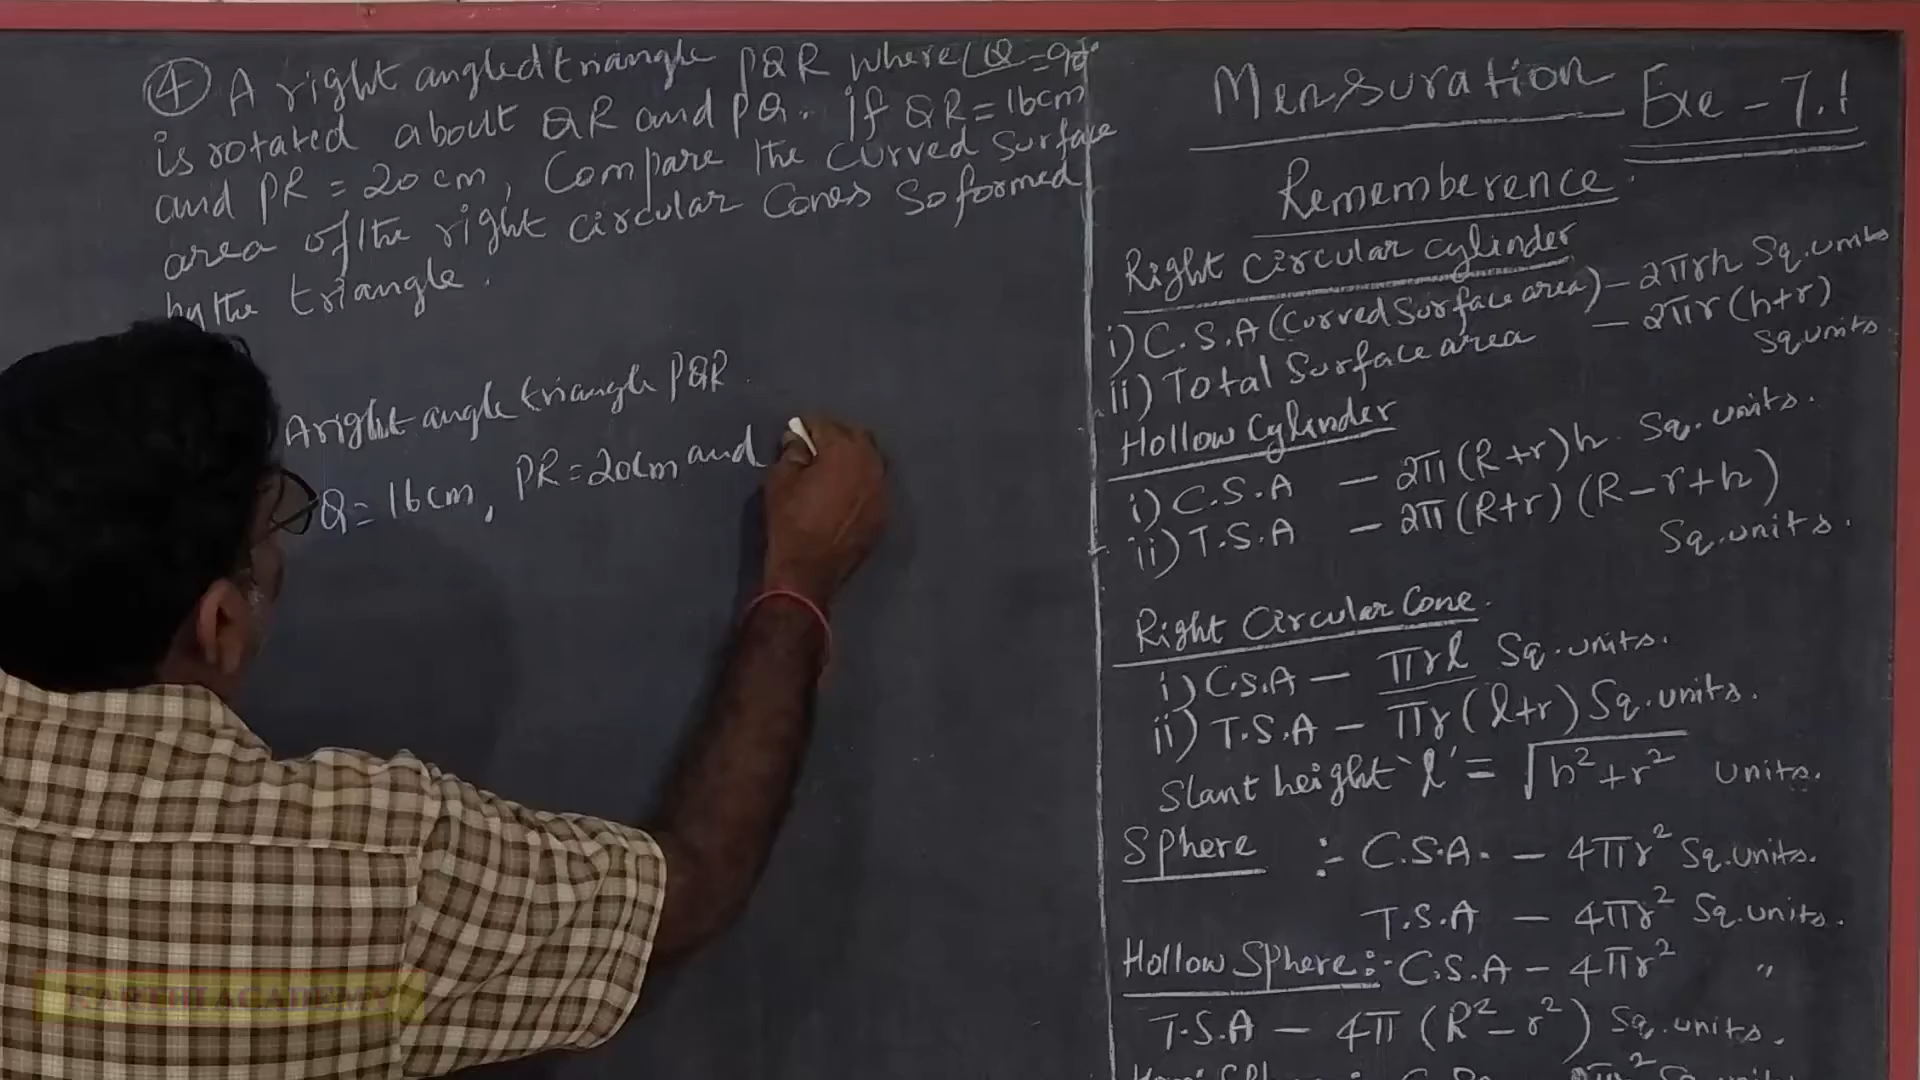 ④ A right angled triangle PQR where ∠Q = 90°
is rotated about QR and PQ. if QR = 16cm
and PR = 20cm, Compare the curved Surface
area of the right circular Cones So formed
by the triangle.
A right angle triangle PQR.
Q = 16cm, PR = 20cm and
Mensuration Exe - 7.1
Rememberence
Right Circular cylinder
i) C.S.A (Curved Surface area) - 2πrh Sq.units
ii) Total Surface area - 2πr(h+r)
Sq units.
Hollow Cylinder
i) C.S.A - 2π(R+r)h Sq.units.
ii) T.S.A - 2π(R+r)(R-r+h)
Sq.units.
Right Circular Cone.
i) C.S.A - πrl Sq.units.
ii) T.S.A - πr(l+r) Sq.units.
Slant height 'l' = √h²+r² units.
Sphere :- C.S.A. - 4πr² Sq.units.
T.S.A - 4πr² Sq.units.
Hollow Sphere :- C.S.A - 4πr² "
T.S.A - 4π(R²-r²) Sq.units.
KARTHI ACADEMY